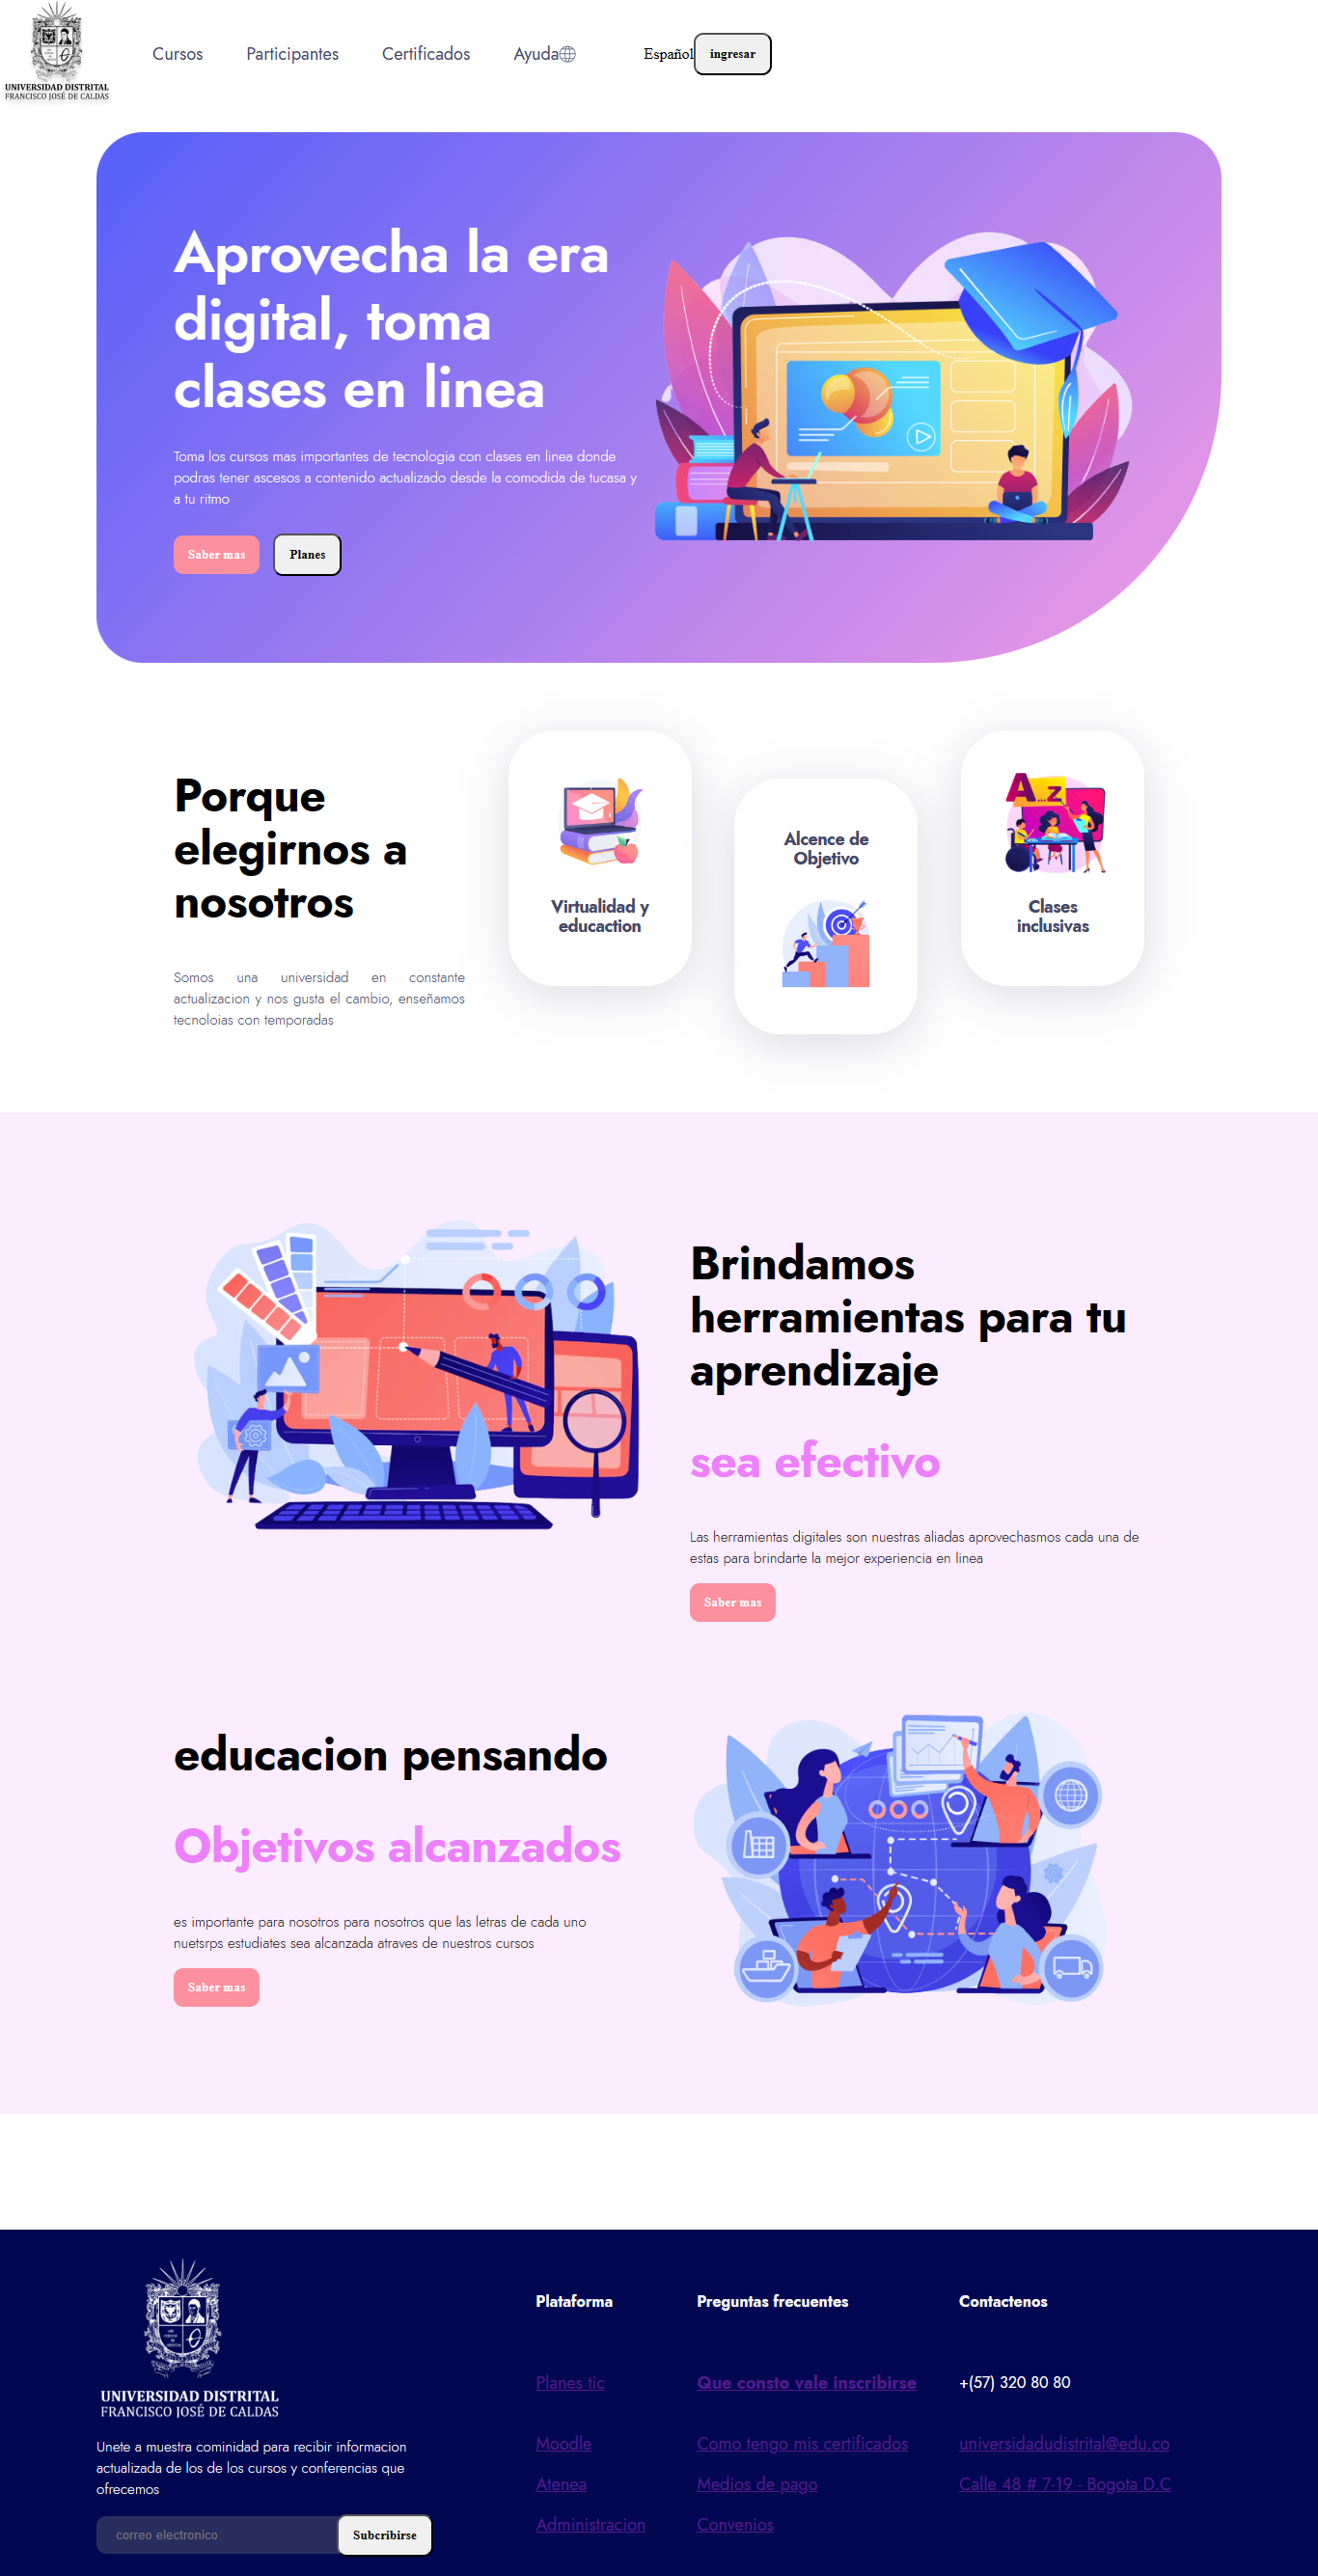 UNIVERSIDAD DISTRITAL
FRANCISCO JOSÉ DE CALDAS
Cursos
Participantes
Certificados
Ayuda
Español
ingresar
Aprovecha la era
digital, toma
clases en linea
Toma los cursos mas importantes de tecnologia con clases en linea donde
podras tener ascesos a contenido actualizado desde la comodida de tucasa y
a tu ritmo
Saber mas
Planes
Porque
elegirnos a
nosotros
Somos una universidad en constante
actualizacion y nos gusta el cambio, enseñamos
tecnoloias con temporadas
Virtualidad y
educaction
Alcence de
Objetivo
A...z
Clases
inclusivas
Brindamos
herramientas para tu
aprendizaje
sea efectivo
Las herramientas digitales son nuestras aliadas aprovechasmos cada una de
estas para brindarte la mejor experiencia en linea
Saber mas
educacion pensando
Objetivos alcanzados
es importante para nosotros para nosotros que las letras de cada uno
nuetsrps estudiates sea alcanzada atraves de nuestros cursos
Saber mas
UNIVERSIDAD DISTRITAL
FRANCISCO JOSÉ DE CALDAS
Unete a muestra cominidad para recibir informacion
actualizada de los de los cursos y conferencias que
ofrecemos
correo electronico
Subcribirse
Plataforma
Planes tic
Moodle
Atenea
Administracion
Preguntas frecuentes
Que consto vale inscribirse
Como tengo mis certificados
Medios de pago
Convenios
Contactenos
+(57) 320 80 80
universidadudistrital@edu.co
Calle 48 # 7-19 - Bogota D.C